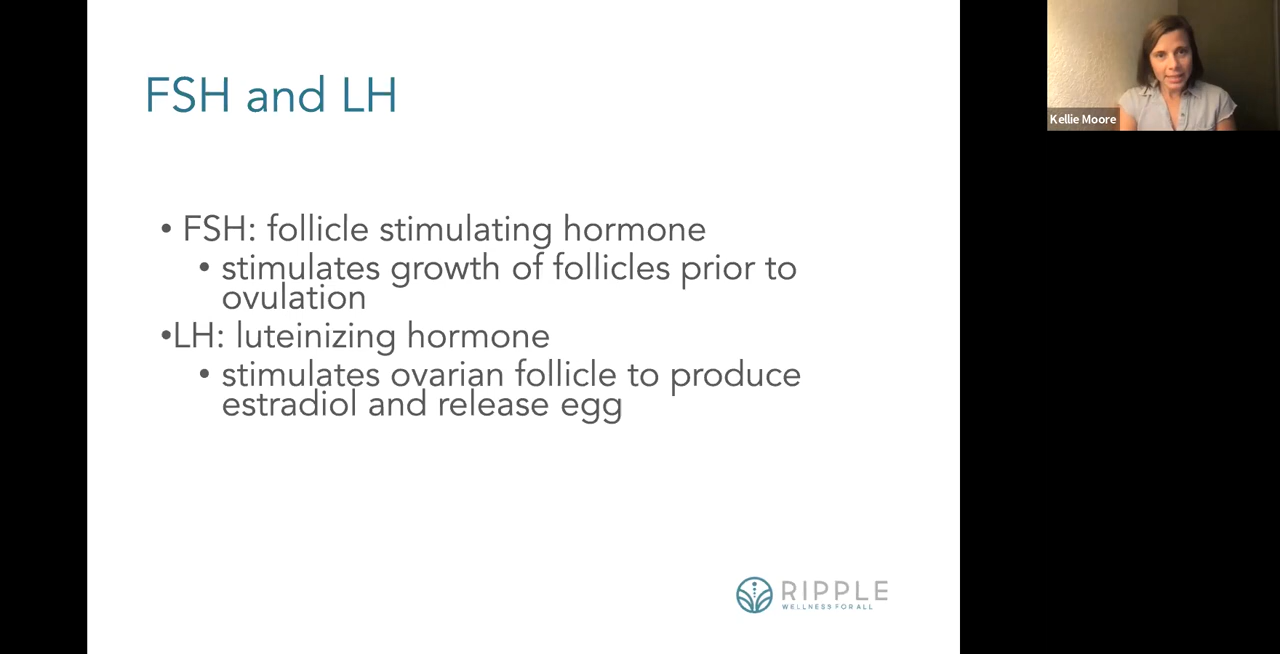 FSH and LH
• FSH: follicle stimulating hormone
• stimulates growth of follicles prior to
ovulation
•LH: luteinizing hormone
• stimulates ovarian follicle to produce
estradiol and release egg
RIPPLE
WELLNESS FOR ALL
Kellie Moore